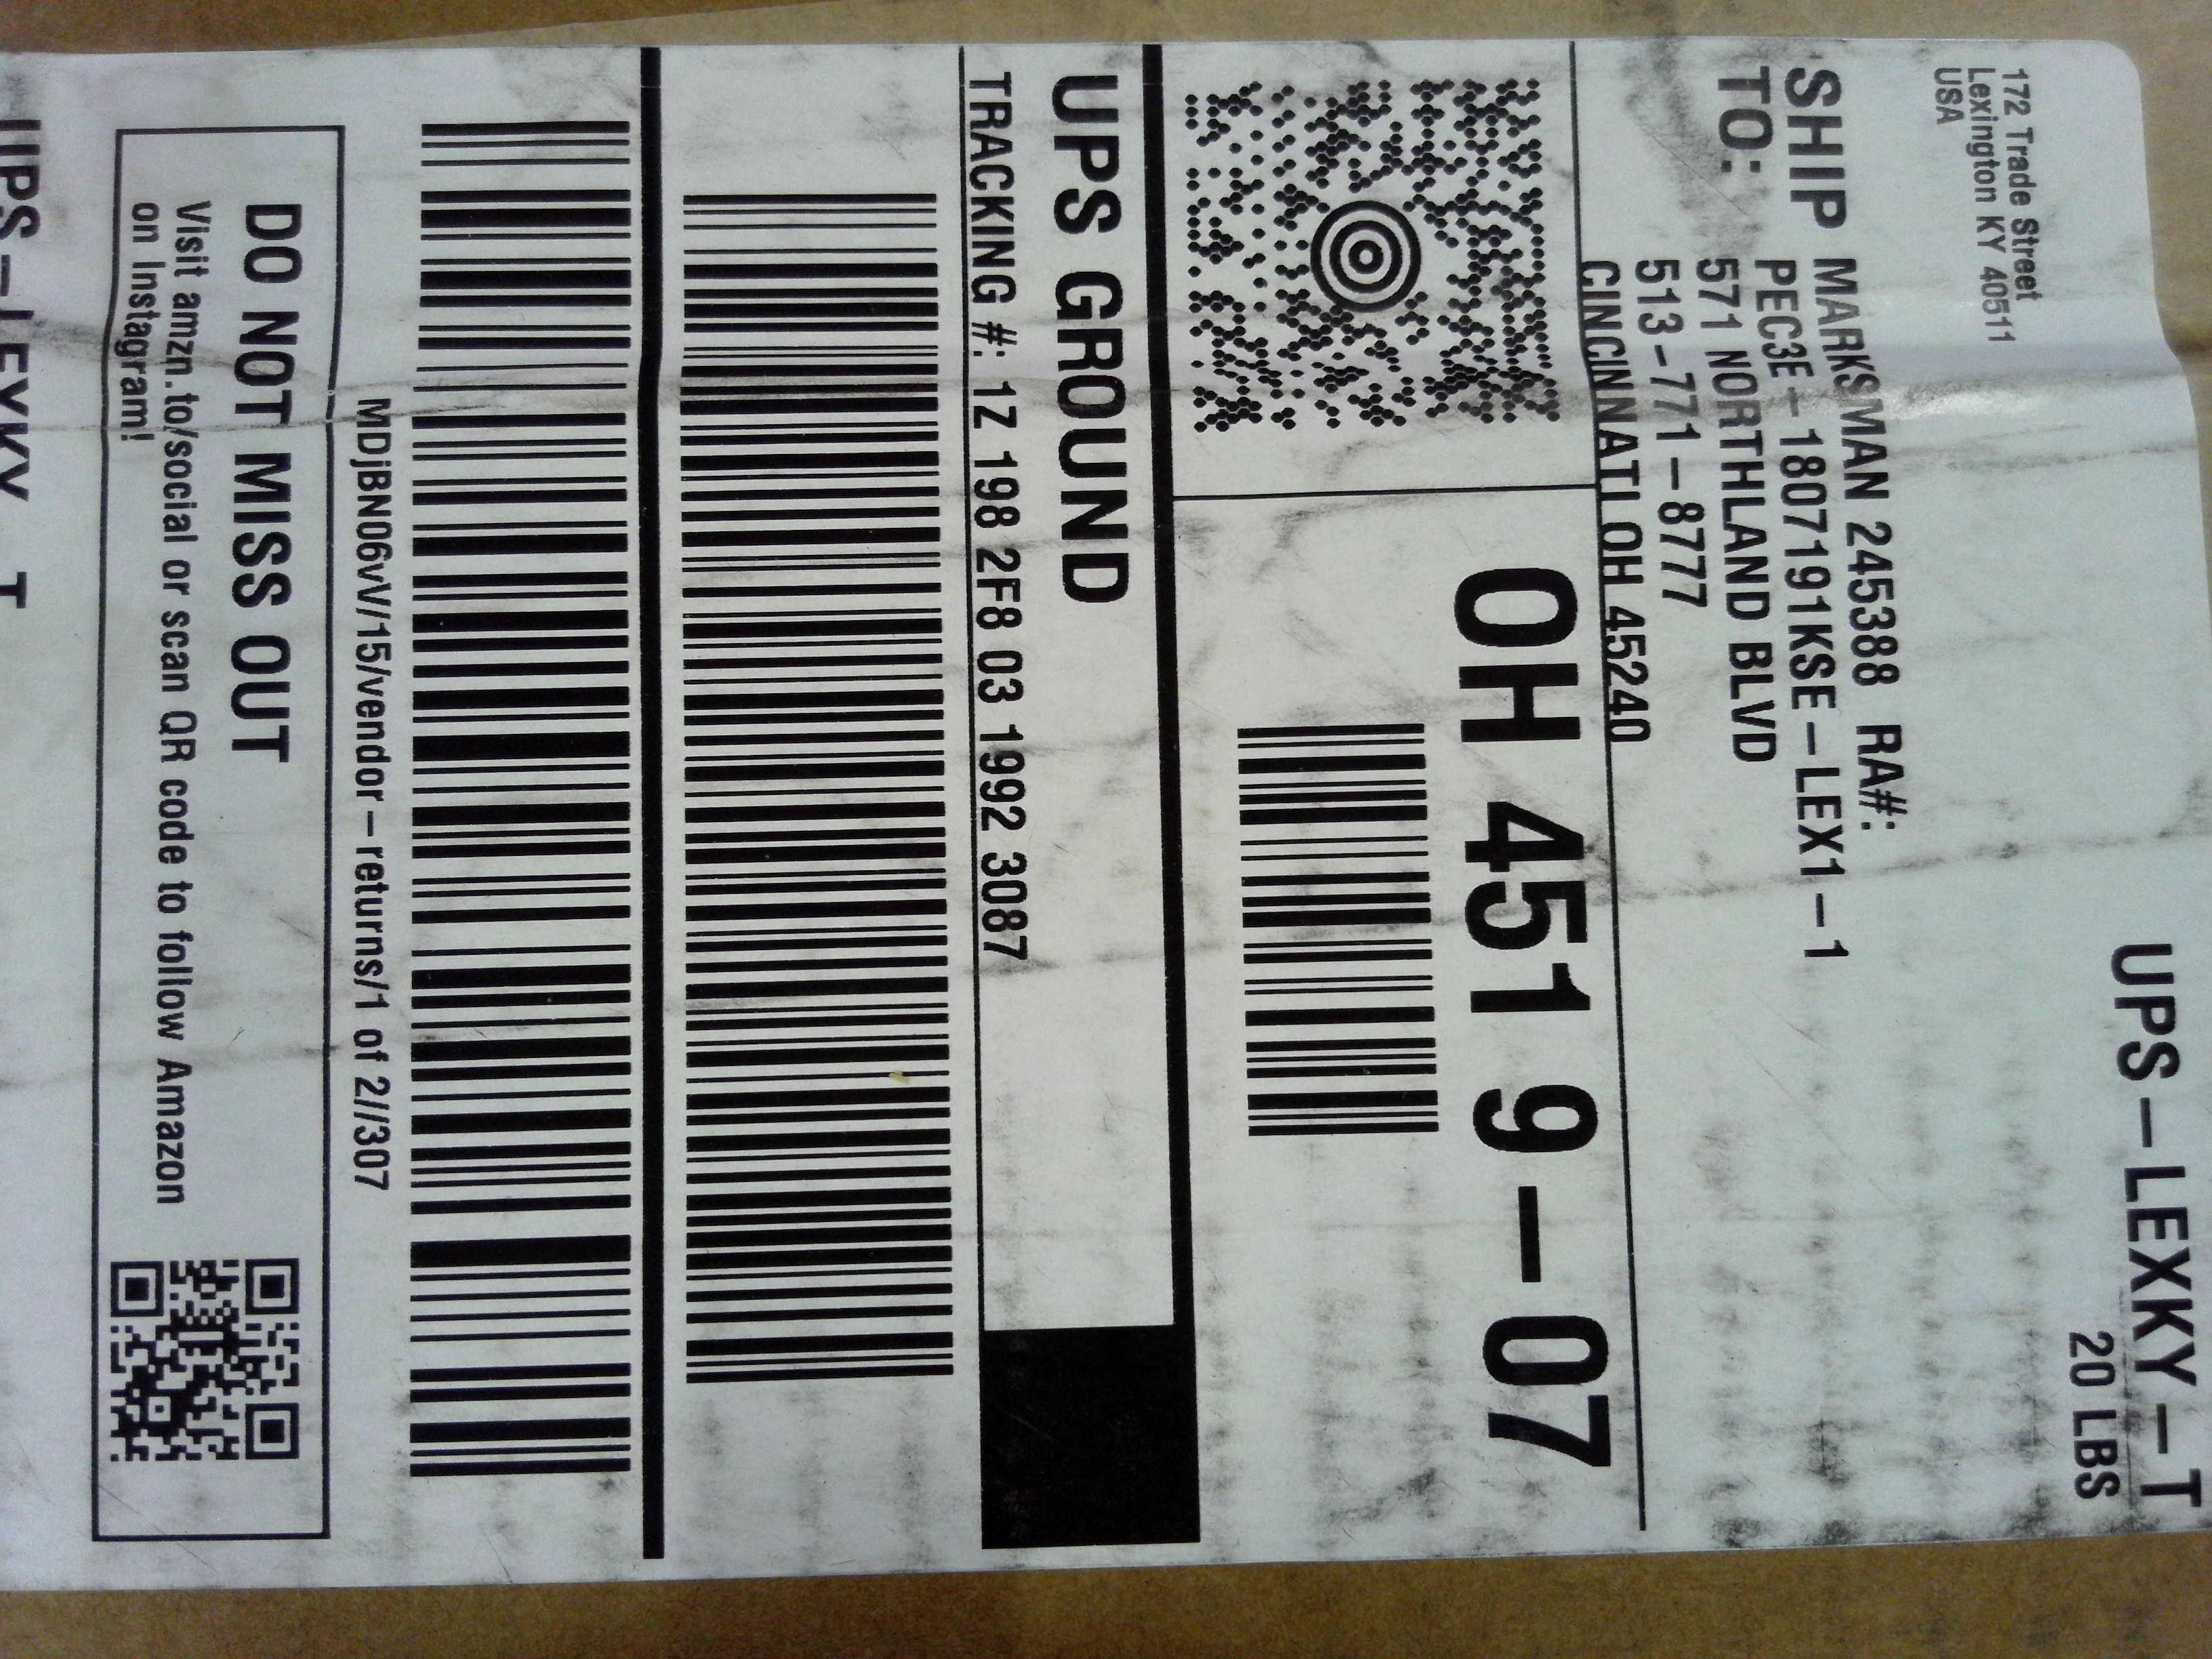 172 Trade Street
Lexington KY 40511
USA
UPS-LEXKY-T
20 LBS
SHIP MARKSMAN 245388 RA#:
TO: PEC3E-1807191KSE-LEX1-1
571 NORTHLAND BLVD
513-771-8777
CINCINNATI OH 45240
OH 451 9-07
UPS GROUND
TRACKING #: 1Z 198 2F8 03 1992 3087
MDjBN06vV/15/vendor-returns/1 of 2//307
DO NOT MISS OUT
Visit amzn.to/social or scan QR code to follow Amazon
on Instagram!
UPS-LEXKY-T